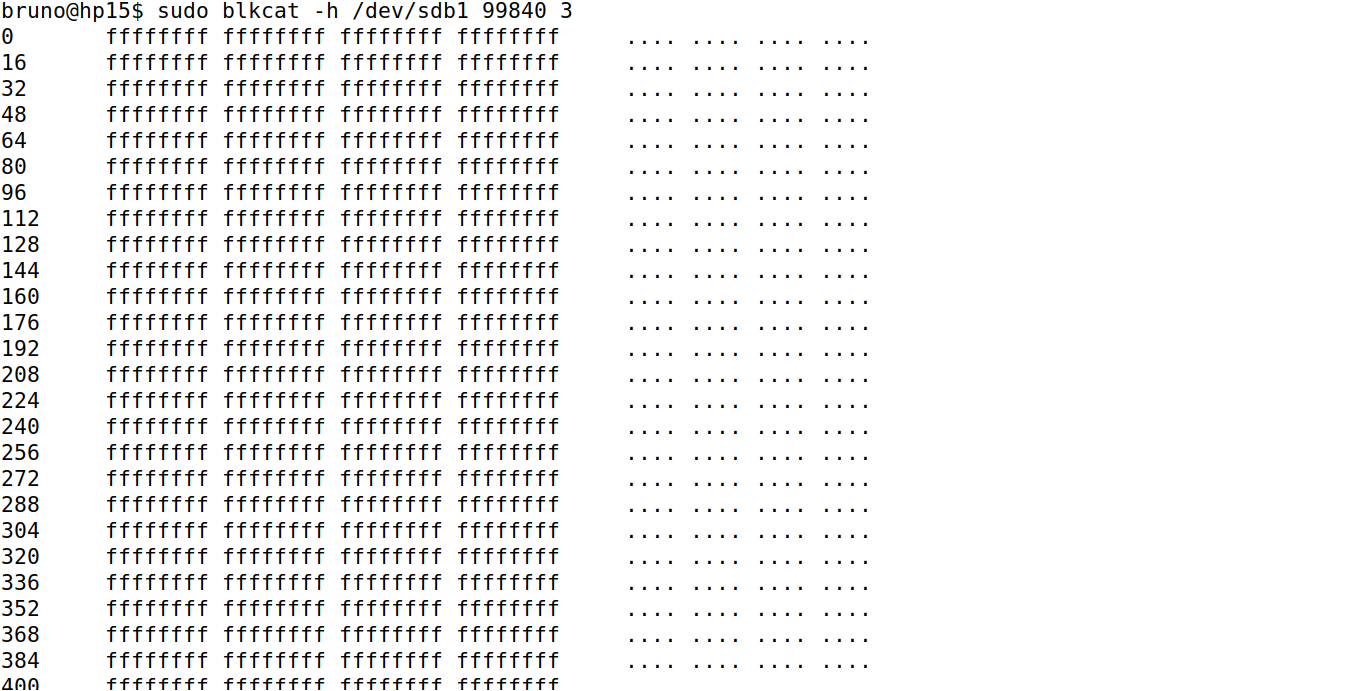 bruno@hp15$ sudo blkcat -h /dev/sdb1 99840 3
0       ffffffff ffffffff ffffffff ffffffff     .... .... .... ....
16      ffffffff ffffffff ffffffff ffffffff     .... .... .... ....
32      ffffffff ffffffff ffffffff ffffffff     .... .... .... ....
48      ffffffff ffffffff ffffffff ffffffff     .... .... .... ....
64      ffffffff ffffffff ffffffff ffffffff     .... .... .... ....
80      ffffffff ffffffff ffffffff ffffffff     .... .... .... ....
96      ffffffff ffffffff ffffffff ffffffff     .... .... .... ....
112     ffffffff ffffffff ffffffff ffffffff     .... .... .... ....
128     ffffffff ffffffff ffffffff ffffffff     .... .... .... ....
144     ffffffff ffffffff ffffffff ffffffff     .... .... .... ....
160     ffffffff ffffffff ffffffff ffffffff     .... .... .... ....
176     ffffffff ffffffff ffffffff ffffffff     .... .... .... ....
192     ffffffff ffffffff ffffffff ffffffff     .... .... .... ....
208     ffffffff ffffffff ffffffff ffffffff     .... .... .... ....
224     ffffffff ffffffff ffffffff ffffffff     .... .... .... ....
240     ffffffff ffffffff ffffffff ffffffff     .... .... .... ....
256     ffffffff ffffffff ffffffff ffffffff     .... .... .... ....
272     ffffffff ffffffff ffffffff ffffffff     .... .... .... ....
288     ffffffff ffffffff ffffffff ffffffff     .... .... .... ....
304     ffffffff ffffffff ffffffff ffffffff     .... .... .... ....
320     ffffffff ffffffff ffffffff ffffffff     .... .... .... ....
336     ffffffff ffffffff ffffffff ffffffff     .... .... .... ....
352     ffffffff ffffffff ffffffff ffffffff     .... .... .... ....
368     ffffffff ffffffff ffffffff ffffffff     .... .... .... ....
384     ffffffff ffffffff ffffffff ffffffff     .... .... .... ....
400     ffffffff ffffffff ffffffff ffffffff